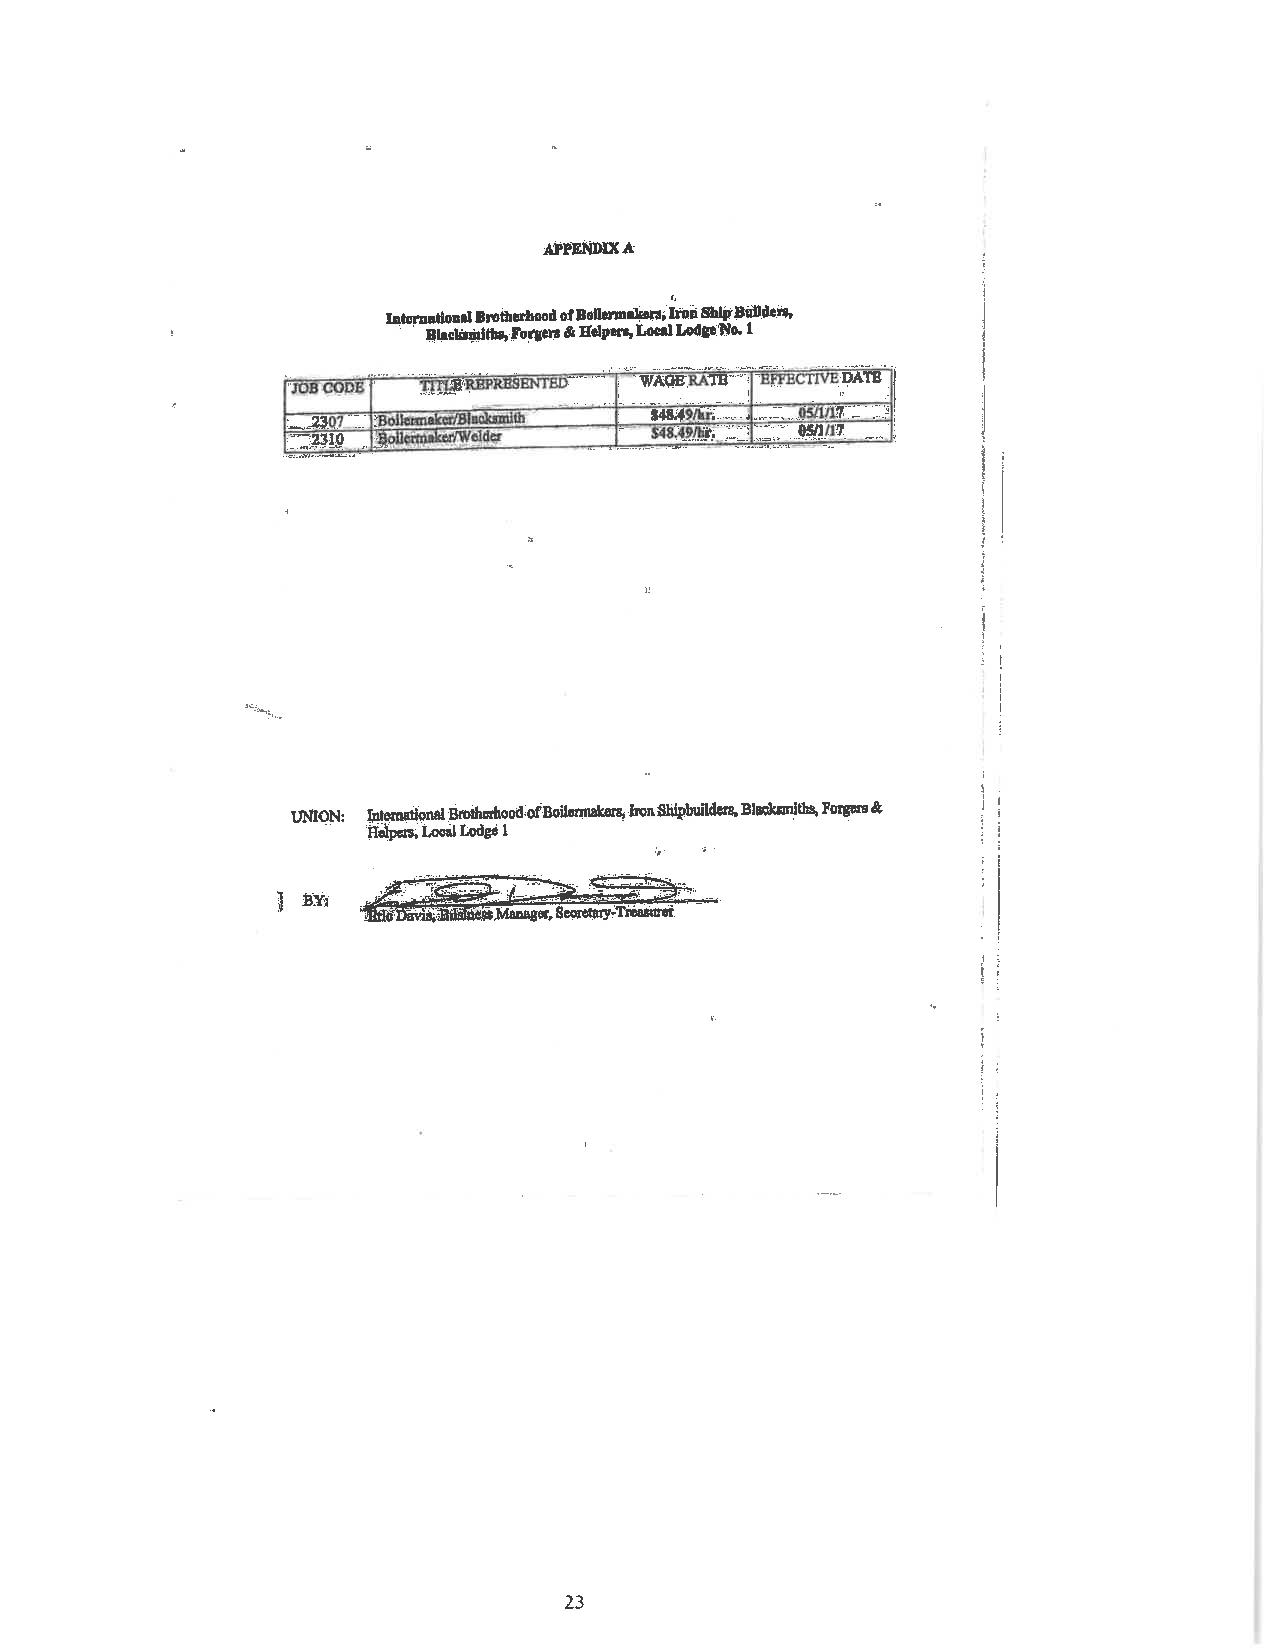 APPENDIX A
International Brotherhood of Boilermakers, Iron Ship Builders,
Blacksmiths, Forgers & Helpers, Local Lodge No. 1
JOB CODE TITLE REPRESENTED WAGE RATE EFFECTIVE DATE
2307 Boilermaker/Blacksmith $48.49/hr. 05/1/17
2310 Boilermaker/Welder $48.49/hr. 05/1/17
UNION: International Brotherhood of Boilermakers, Iron Shipbuilders, Blacksmiths, Forgers &
Helpers, Local Lodge 1
BY:
Davis, Business Manager, Secretary-Treasurer
23